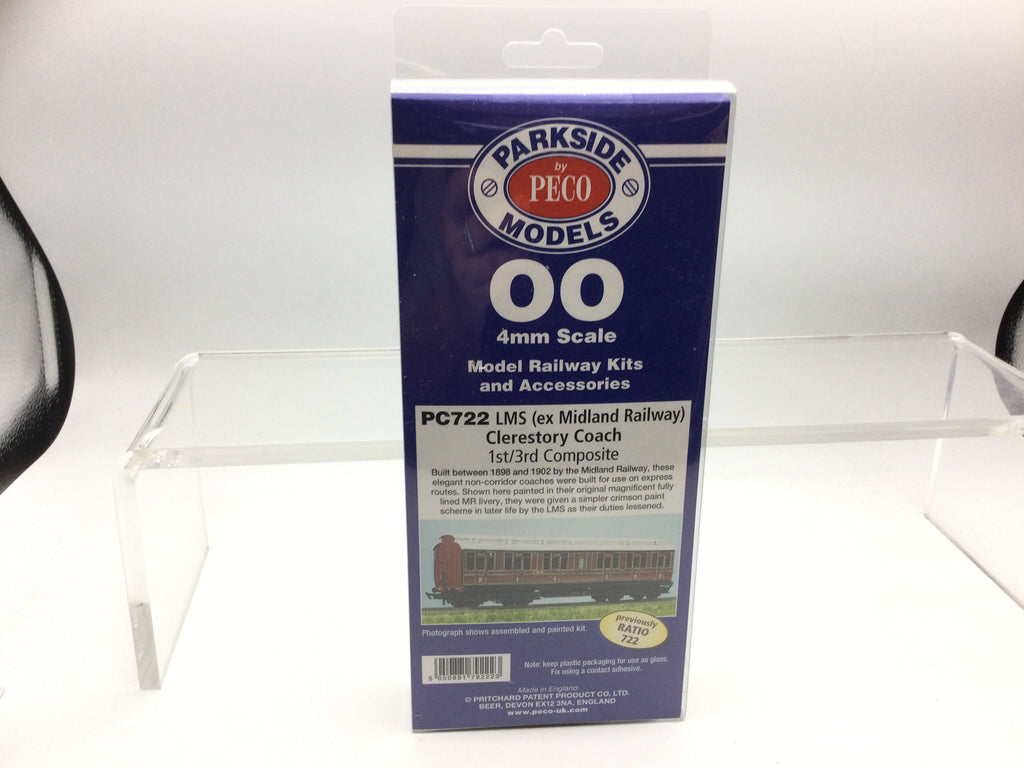 PARKSIDE
by
PECO
MODELS
OO
4mm Scale
Model Railway Kits
and Accessories
PC722 LMS (ex Midland Railway)
Clerestory Coach
1st/3rd Composite
Built between 1898 and 1902 by the Midland Railway, these
elegant non-corridor coaches were built for use on express
routes. Shown here painted in their original magnificent fully
lined MR livery, they were given a simpler crimson paint
scheme in later life by the LMS as their duties lessened.
Photograph shows assembled and painted kit.
previously
RATIO
722
Note: keep plastic packaging for use as glass.
Fix using a contact adhesive.
5 050881 792223
Made in England
© PRITCHARD PATENT PRODUCT CO. LTD.
BEER, DEVON EX12 3NA, ENGLAND
www.peco-uk.com